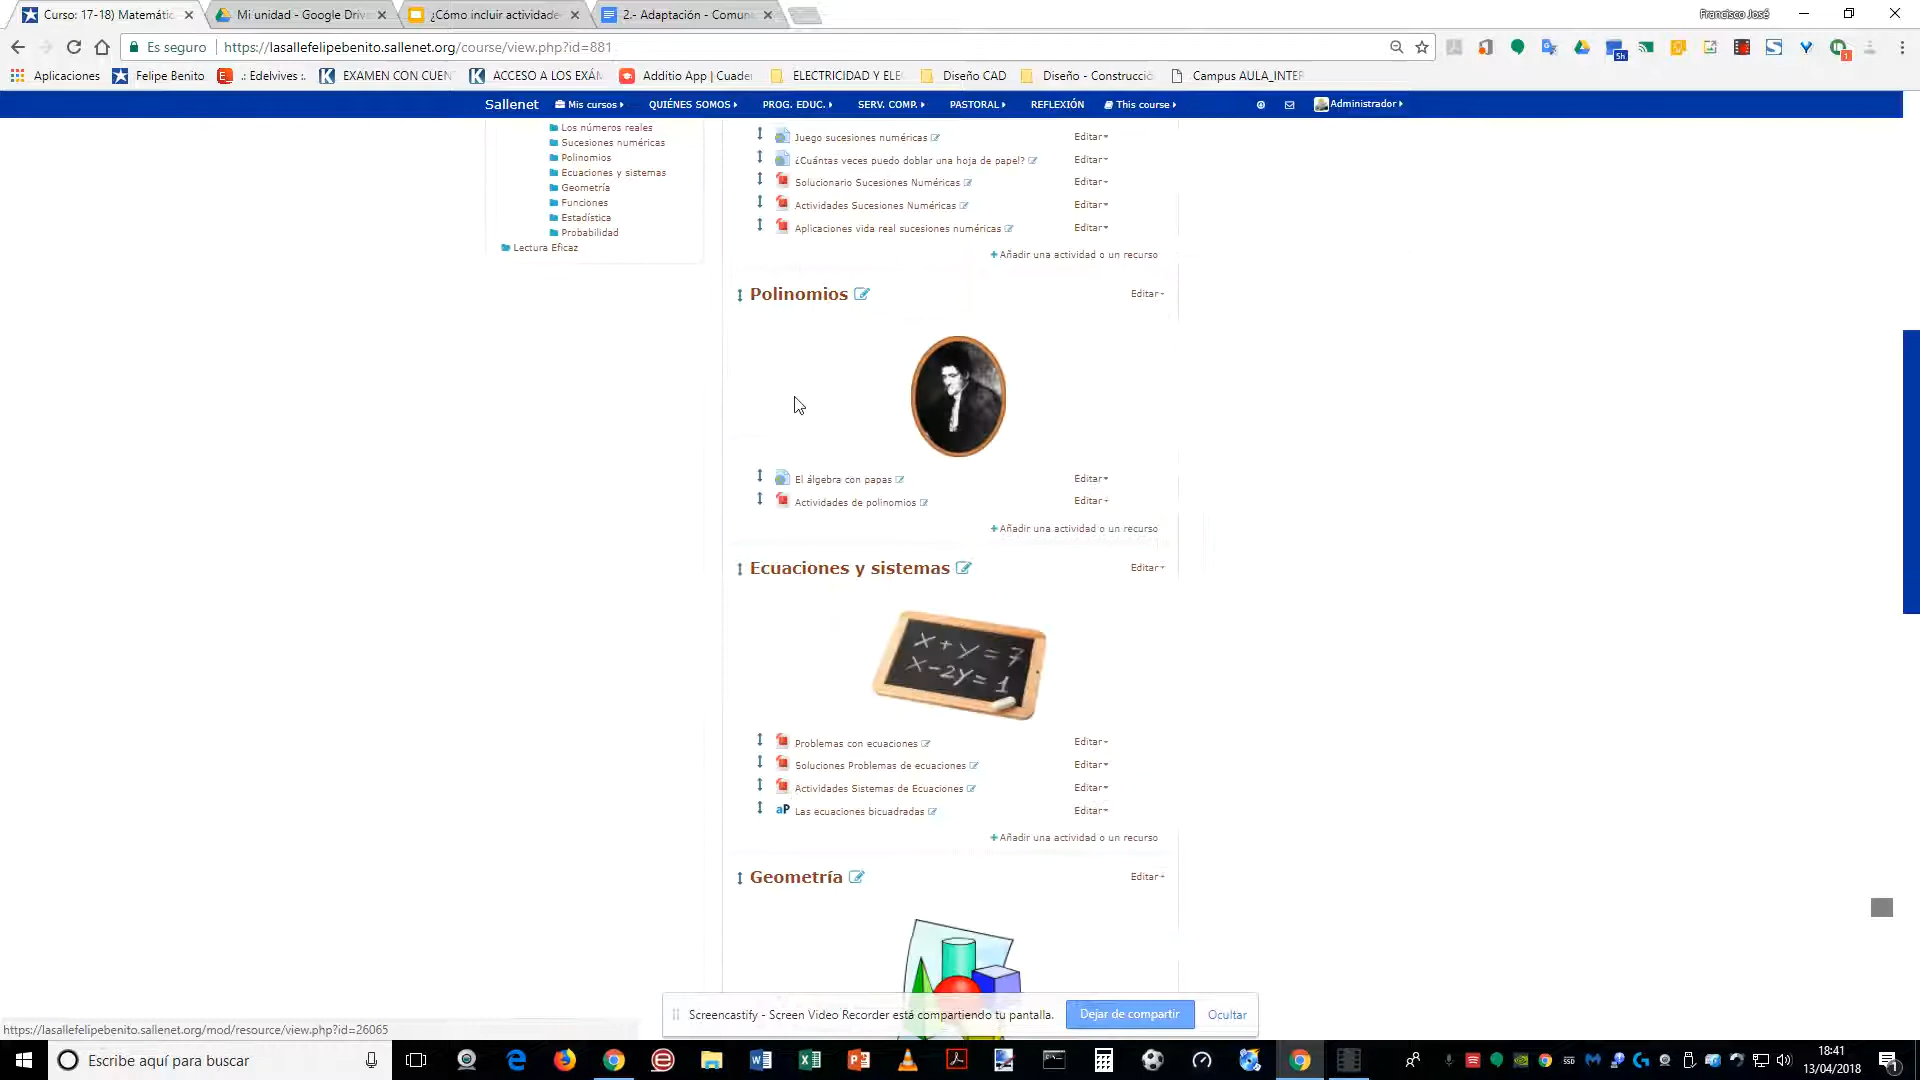 Curso: 17-18) Matemátic
Mi unidad - Google Drive
¿Cómo incluir actividade
2.- Adaptación - Comuni
Francisco José
Es seguro
https://lasallefelipebenito.sallenet.org/course/view.php?id=881
Aplicaciones
Felipe Benito
.: Edelvives :.
EXAMEN CON CUEN
ACCESO A LOS EXÁM
Additio App | Cuader
ELECTRICIDAD Y ELE
Diseño CAD
Diseño - Construcció
Campus AULA_INTER
Sallenet
Mis cursos
QUIÉNES SOMOS
PROG. EDUC.
SERV. COMP.
PASTORAL
REFLEXIÓN
This course
Administrador
Los números reales
Sucesiones numéricas
Polinomios
Ecuaciones y sistemas
Geometría
Funciones
Estadística
Probabilidad
Lectura Eficaz
Juego sucesiones numéricas Editar
¿Cuántas veces puedo doblar una hoja de papel? Editar
Solucionario Sucesiones Numéricas Editar
Actividades Sucesiones Numéricas Editar
Aplicaciones vida real sucesiones numéricas Editar
+Añadir una actividad o un recurso
Polinomios Editar
El álgebra con papas Editar
Actividades de polinomios Editar
+Añadir una actividad o un recurso
Ecuaciones y sistemas Editar
x + y = 7
x - 2y = 1
Problemas con ecuaciones Editar
Soluciones Problemas de ecuaciones Editar
Actividades Sistemas de Ecuaciones Editar
aP Las ecuaciones bicuadradas Editar
+Añadir una actividad o un recurso
Geometría Editar
Screencastify - Screen Video Recorder está compartiendo tu pantalla.
Dejar de compartir
Ocultar
https://lasallefelipebenito.sallenet.org/mod/resource/view.php?id=26065
Escribe aquí para buscar
18:41
13/04/2018